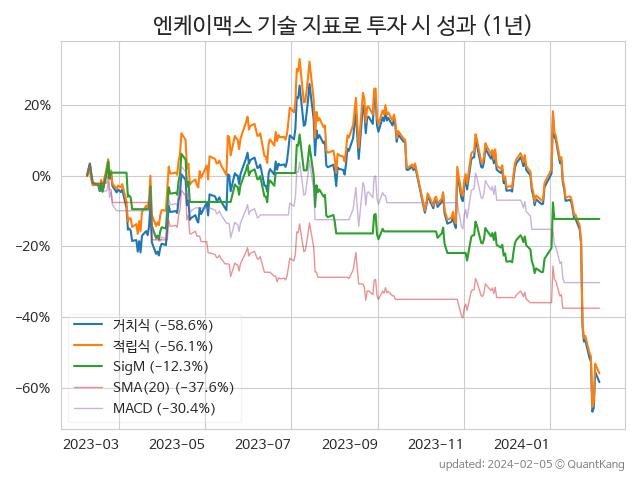 엔케이맥스 기술 지표로 투자 시 성과 (1년)
20%
0%
−20%
−40%
−60%
거치식 (−58.6%)
적립식 (−56.1%)
SigM (−12.3%)
SMA(20) (−37.6%)
MACD (−30.4%)
2023−03 2023−05 2023−07 2023−09 2023−11 2024−01
updated: 2024−02−05 © QuantKang